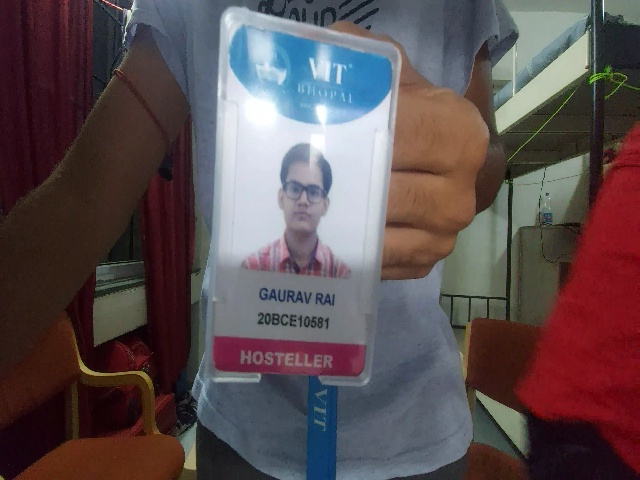 VIT
BHOPAL
GAURAV RAI
20BCE10581
HOSTELLER
VIT